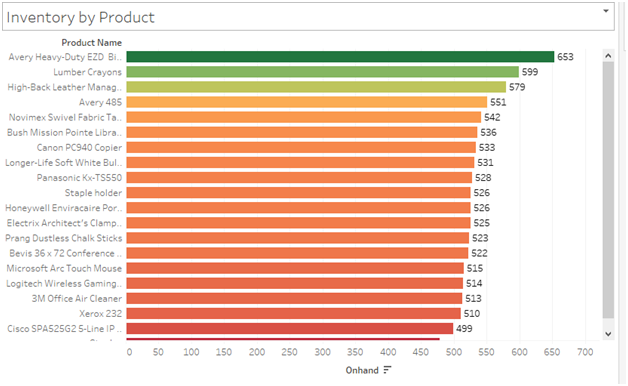 Inventory by Product
Product Name
Avery Heavy-Duty EZD Bi.. 653
Lumber Crayons 599
High-Back Leather Manag.. 579
Avery 485 551
Novimex Swivel Fabric Ta.. 542
Bush Mission Pointe Libra.. 536
Canon PC940 Copier 533
Longer-Life Soft White Bul.. 531
Panasonic Kx-TS550 528
Staple holder 526
Honeywell Enviracaire Por.. 526
Electrix Architect's Clamp.. 525
Prang Dustless Chalk Sticks 523
Bevis 36 x 72 Conference .. 522
Microsoft Arc Touch Mouse 515
Logitech Wireless Gaming.. 514
3M Office Air Cleaner 513
Xerox 232 510
Cisco SPA525G2 5-Line IP .. 499
0 50 100 150 200 250 300 350 400 450 500 550 600 650 700
Onhand